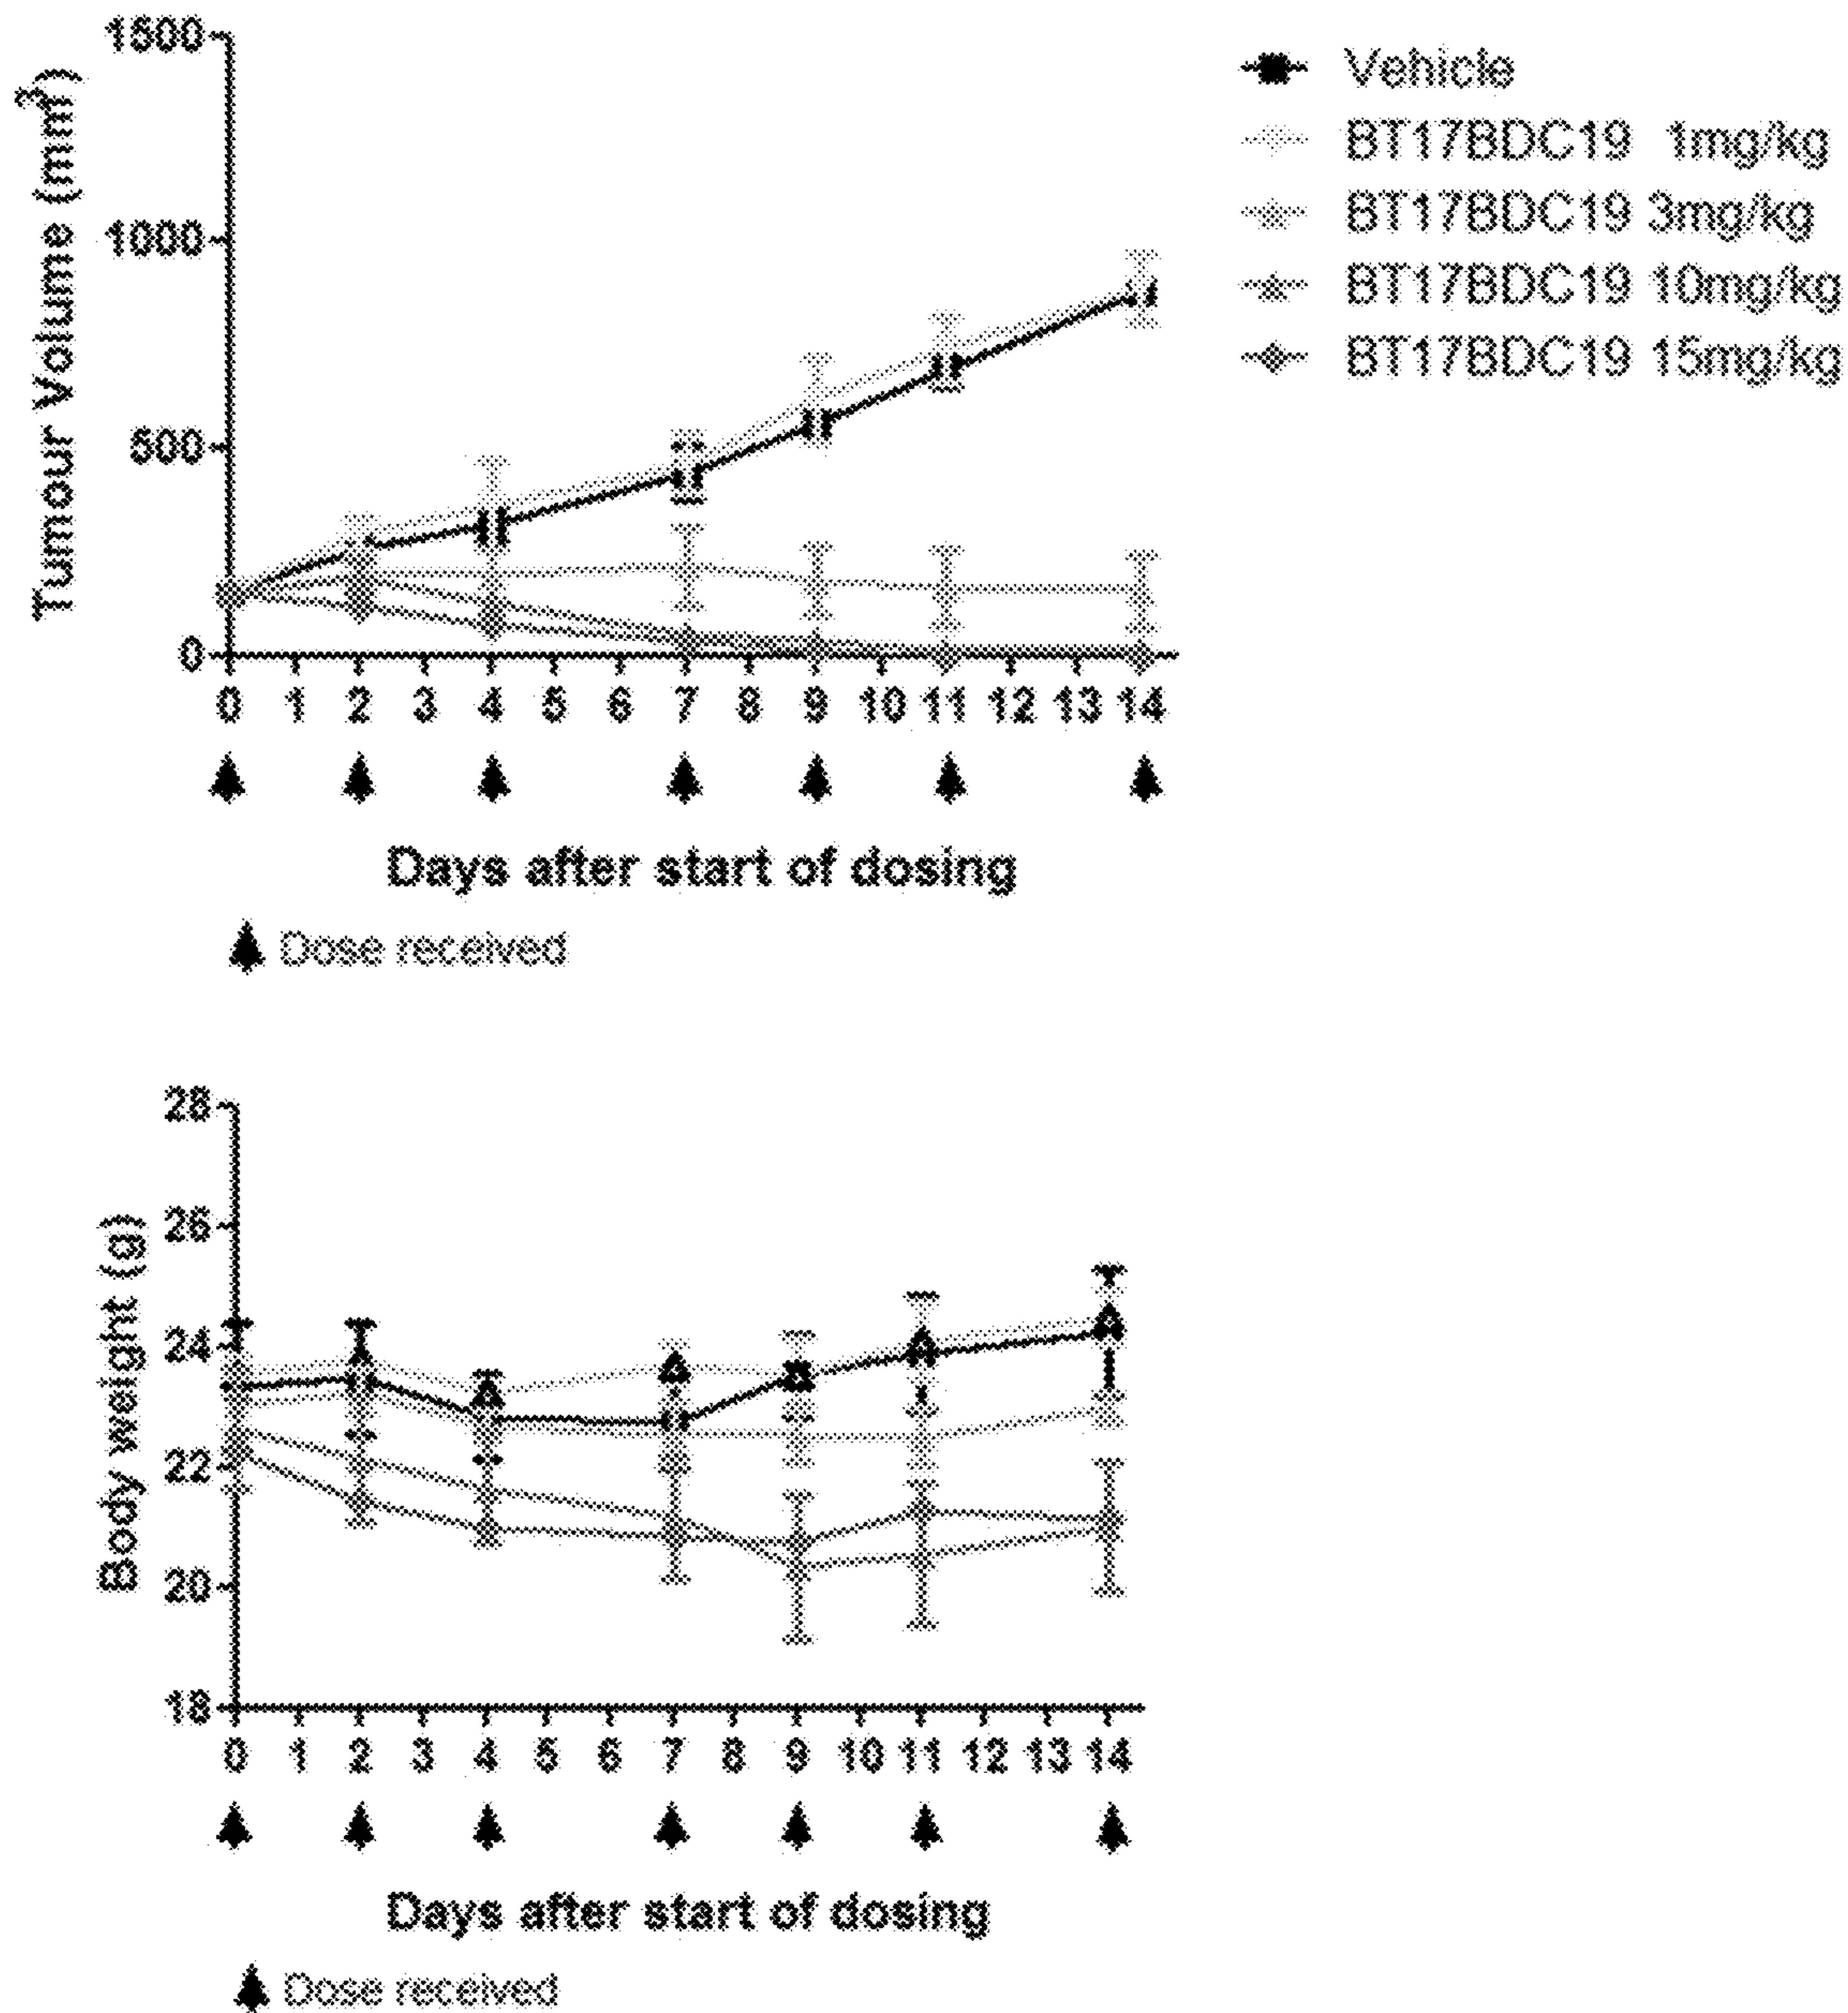 Tumour Volume (mm3)
1500
1000
500
0
0 1 2 3 4 5 6 7 8 9 10 11 12 13 14
Days after start of dosing
Dose received
Vehicle
BT17BDC19 1mg/kg
BT17BDC19 3mg/kg
BT17BDC19 10mg/kg
BT17BDC19 15mg/kg
Body weight (g)
28
26
24
22
20
18
0 1 2 3 4 5 6 7 8 9 10 11 12 13 14
Days after start of dosing
Dose received